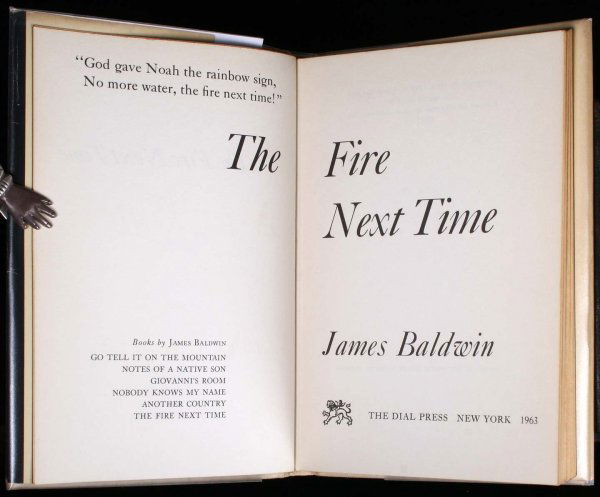 “God gave Noah the rainbow sign,
No more water, the fire next time!”
The Fire
Next Time
James Baldwin
Books by JAMES BALDWIN
GO TELL IT ON THE MOUNTAIN
NOTES OF A NATIVE SON
GIOVANNI'S ROOM
NOBODY KNOWS MY NAME
ANOTHER COUNTRY
THE FIRE NEXT TIME
THE DIAL PRESS NEW YORK 1963